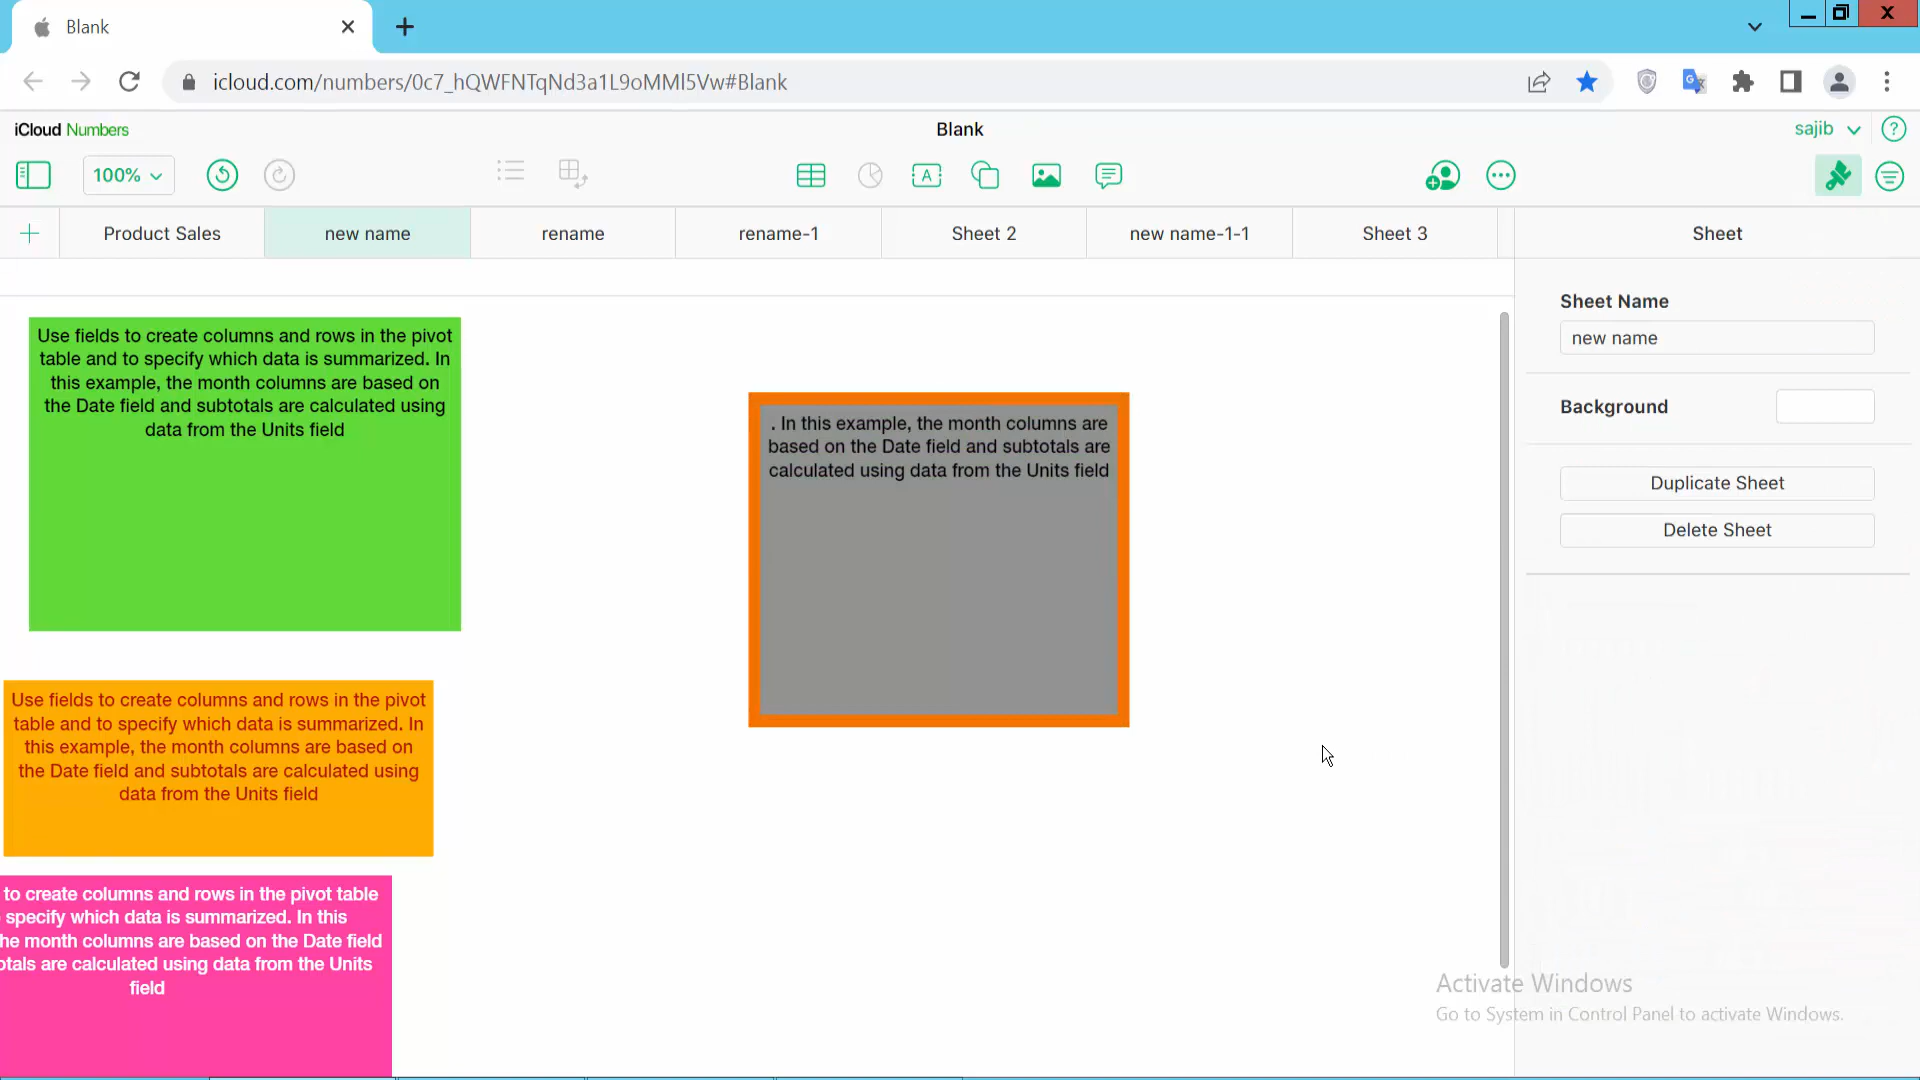 Blank
icloud.com/numbers/0c7_hQWFNTqNd3a1L9oMMl5Vw#Blank
iCloud Numbers
Blank
sajib
100%
Product Sales
new name
rename
rename-1
Sheet 2
new name-1-1
Sheet 3
Sheet
Sheet Name
new name
Background
Duplicate Sheet
Delete Sheet
Use fields to create columns and rows in the pivot
table and to specify which data is summarized. In
this example, the month columns are based on
the Date field and subtotals are calculated using
data from the Units field
. In this example, the month columns are
based on the Date field and subtotals are
calculated using data from the Units field
Use fields to create columns and rows in the pivot
table and to specify which data is summarized. In
this example, the month columns are based on
the Date field and subtotals are calculated using
data from the Units field
to create columns and rows in the pivot table
specify which data is summarized. In this
he month columns are based on the Date field
otals are calculated using data from the Units
field
Activate Windows
Go to System in Control Panel to activate Windows.